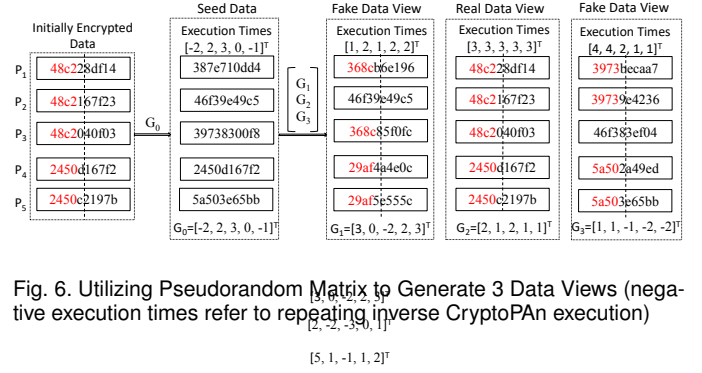 Seed Data
Fake Data View
Real Data View
Fake Data View
Initially Encrypted
Data
Execution Times
[-2, 2, 3, 0, -1]ᵀ
Execution Times
[1, 2, 1, 2, 2]ᵀ
Execution Times
[3, 3, 3, 3, 3]ᵀ
Execution Times
[4, 4, 2, 1, 1]ᵀ
P₁ 48c228df14 387e710dd4 368cb6e196 48c228df14 3973becaa7
P₂ 48c2167f23 46f39e49c5 46f39e49c5 48c2167f23 39739e4236
P₃ 48c2040f03 39738300f8 368c85f0fc 48c2040f03 46f383ef04
P₄ 2450d167f2 2450d167f2 29af4a4e0c 2450d167f2 5a502a49ed
P₅ 2450c2197b 5a503e65bb 29af5e555c 2450c2197b 5a503e65bb
G₀
G₁
G₂
G₃
G₀=[-2, 2, 3, 0, -1]ᵀ G₁=[3, 0, -2, 2, 3]ᵀ G₂=[2, 1, 2, 1, 1]ᵀ G₃=[1, 1, -1, -2, -2]ᵀ
Fig. 6. Utilizing Pseudorandom Matrix to Generate 3 Data Views (nega-
[3, 0, -2, 2, 3]ᵀ
tive execution times refer to repeating inverse CryptoPAn execution)
[2, -2, -3, 0, 1]ᵀ
[5, 1, -1, 1, 2]ᵀ